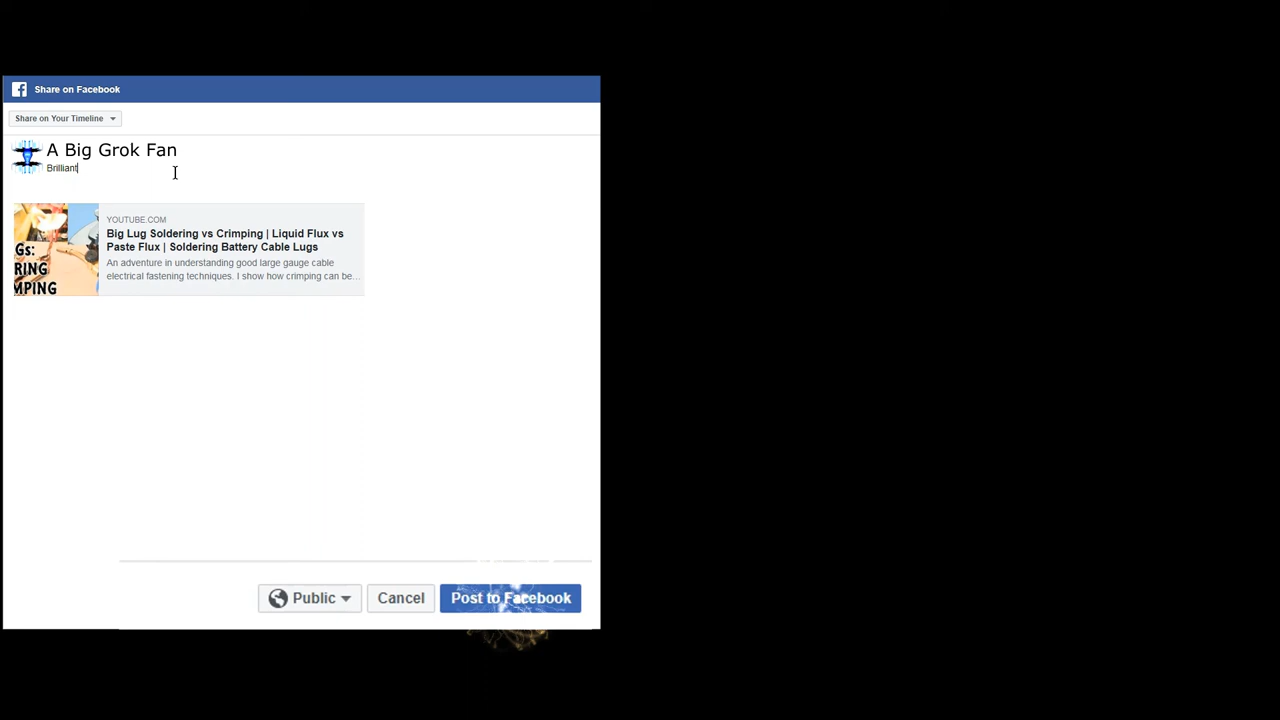 Share on Facebook
Share on Your Timeline
A Big Grok Fan
Brilliant
YOUTUBE.COM
Big Lug Soldering vs Crimping | Liquid Flux vs
Paste Flux | Soldering Battery Cable Lugs
An adventure in understanding good large gauge cable
electrical fastening techniques. I show how crimping can be...
GS:
RING
MPING
Public
Cancel
Post to Facebook